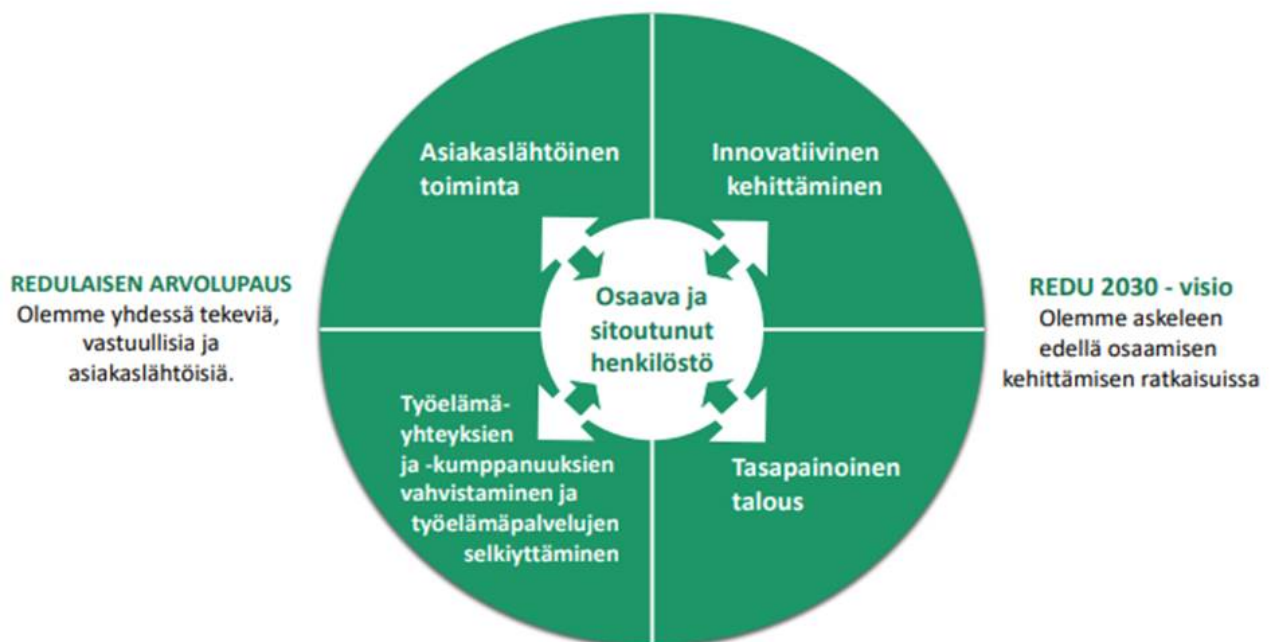 Asiakaslähtöinen
toiminta
Innovatiivinen
kehittäminen
REDULAISEN ARVOLUPAUS
Olemme yhdessä tekeviä,
vastuullisia ja
asiakaslähtöisiä.
Osaava ja
sitoutunut
henkilöstö
REDU 2030 - visio
Olemme askeleen
edellä osaamisen
kehittämisen ratkaisuissa
Työelämä-
yhteyksien
ja -kumppanuuksien
vahvistaminen ja
työelämäpalvelujen
selkiyttäminen
Tasapainoinen
talous